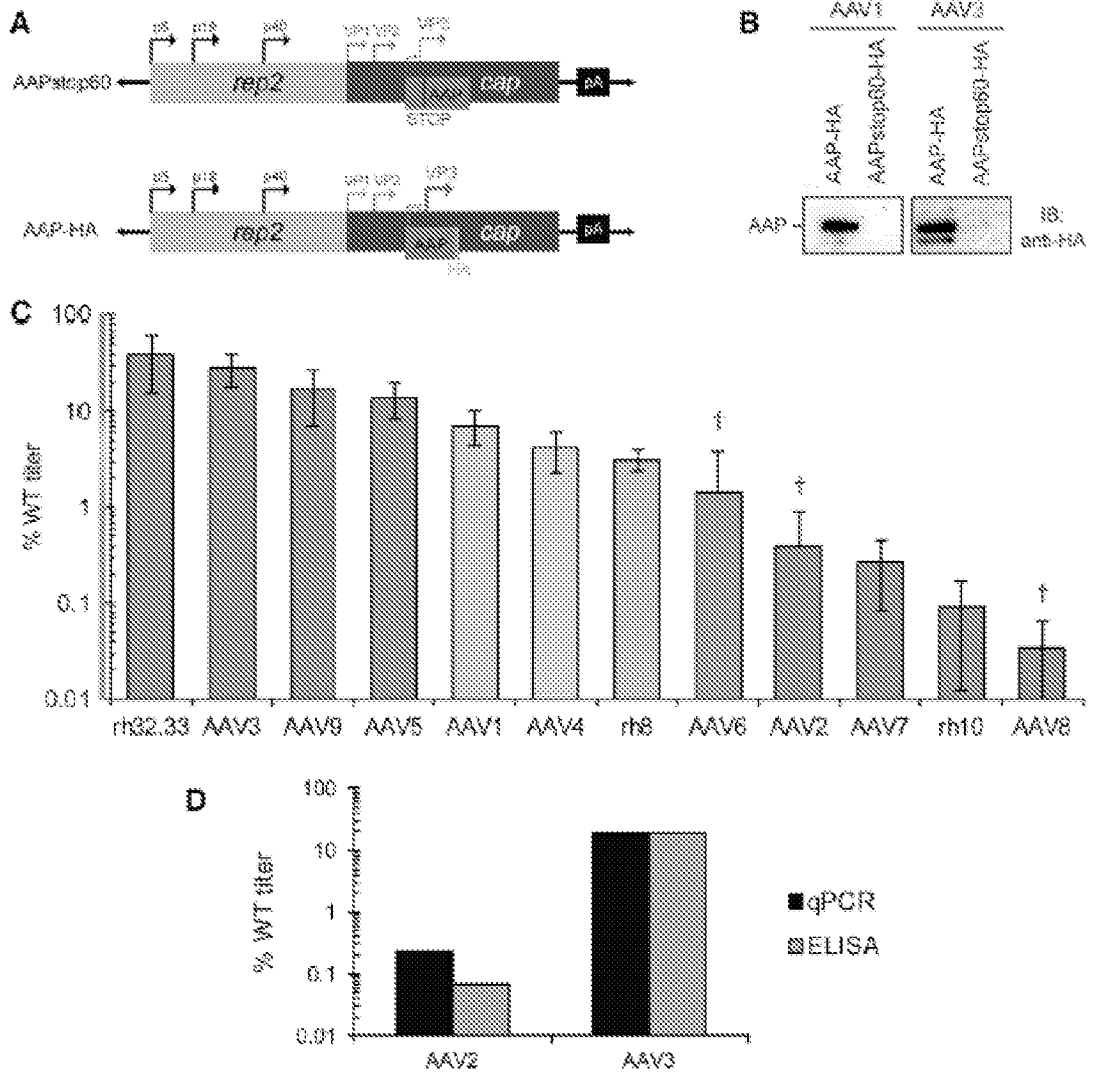 A
p5 p19 p40 VP1 VP2 VP3
AAPstop60 rep2 cap pA
STOP
p5 p19 p40 VP1 VP2 VP3
AAP-HA rep2 AAP cap pA
HA
B
AAV1 AAV3
AAP-HA
AAPstop60-HA
AAP-HA
AAPstop60-HA
AAP
IB:
anti-HA
C
% WT titer
100
10
1
0.1
0.01
† † †
rh32.33 AAV3 AAV9 AAV5 AAV1 AAV4 rh8 AAV6 AAV2 AAV7 rh10 AAV8
D
% WT titer
100
10
1
0.1
0.01
AAV2 AAV3
qPCR
ELISA